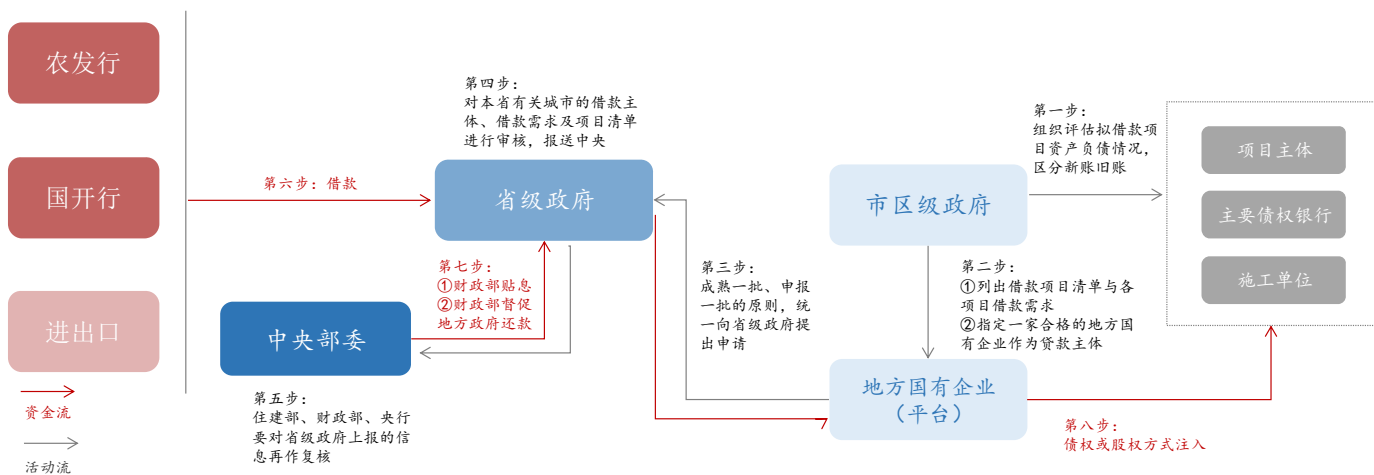 农发行
国开行
进出口
资金流
活动流
第六步：借款
第四步：
对本省有关城市的借款主
体、借款需求及项目清单
进行审核，报送中央
省级政府
第七步：
①财政部贴息
②财政部督促
地方政府还款
中央部委
第五步：
住建部、财政部、央行
要对省级政府上报的信
息再作复核
第三步：
成熟一批、申报
一批的原则，统
一向省级政府提
出申请
市区级政府
第一步：
组织评估拟借款项
目资产负债情况，
区分新账旧账
第二步：
①列出借款项目清单与各
项目借款需求
②指定一家合格的地方国
有企业作为贷款主体
地方国有企业
（平台）
第八步：
债权或股权方式注入
项目主体
主要债权银行
施工单位